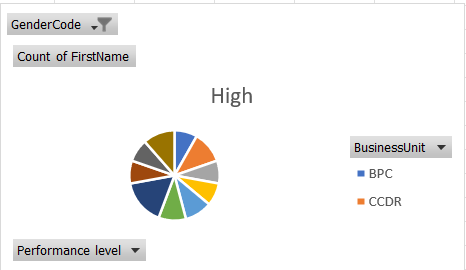 GenderCode
Count of FirstName
High
BusinessUnit
BPC
CCDR
Performance level